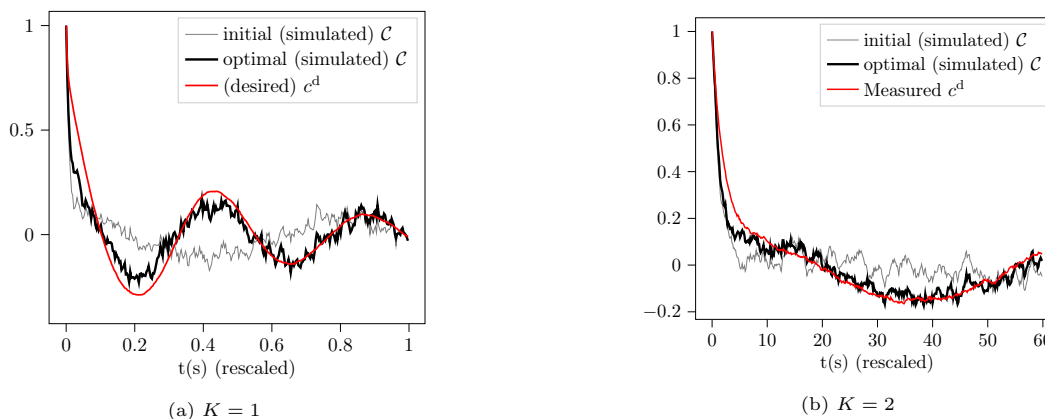 initial (simulated) C
optimal (simulated) C
(desired) c^d
1
0.5
0
0 0.2 0.4 0.6 0.8 1
t(s) (rescaled)
(a) K = 1
initial (simulated) C
optimal (simulated) C
Measured c^d
1
0.8
0.6
0.4
0.2
0
−0.2
0 10 20 30 40 50 60
t(s) (rescaled)
(b) K = 2